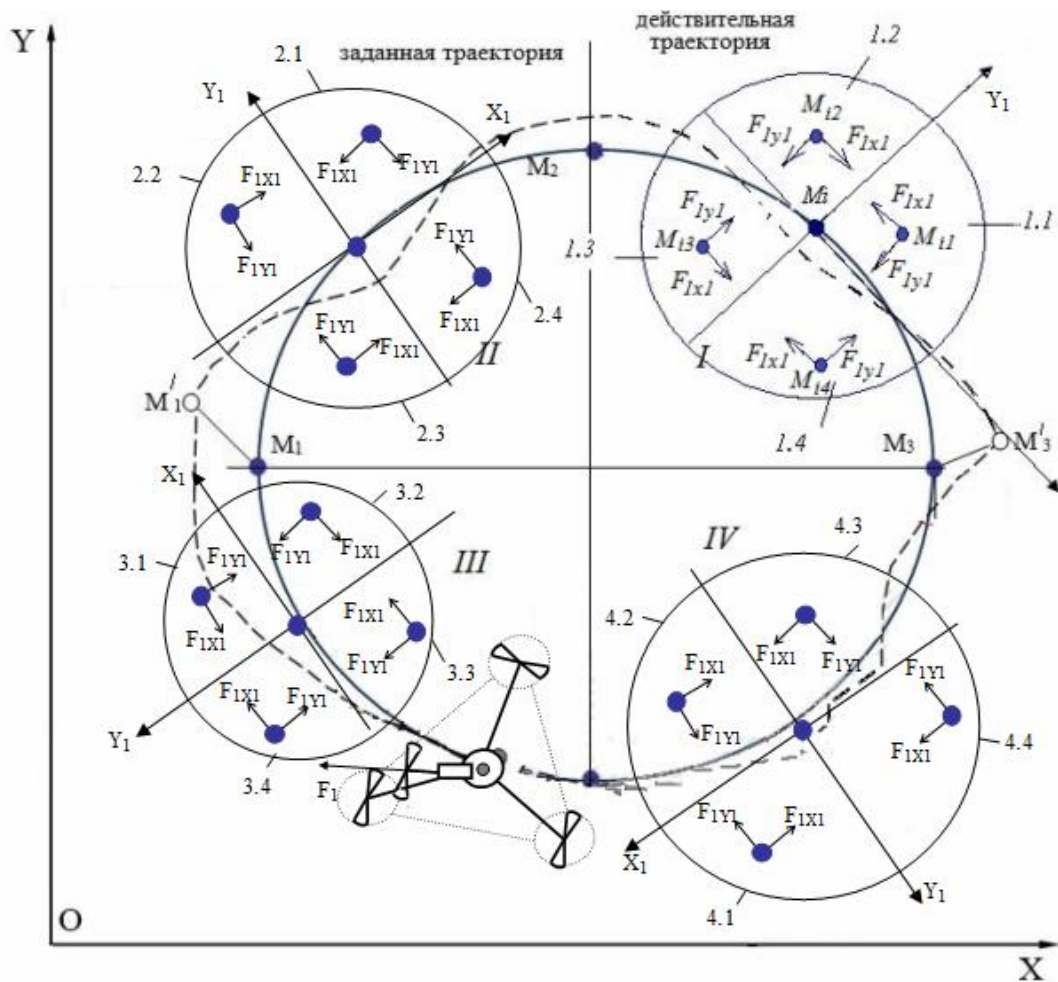 Y
заданная траектория
действительная
траектория
2.1
1.2
Y₁
X₁
Y₁
Mt2
F1y1
F1x1
M₂
F1X1
F1Y1
2.2
F1X1
F1Y1
F1Y1
F1X1
2.4
F1Y1
F1X1
II
2.3
Mi
F1y1
F1x1
1.1
1.3
Mt3
Mt1
F1x1
F1y1
I
F1x1
F1y1
Mt4
1.4
M₁ˡ
M₁
M₃
M₃ˡ
X₁
3.2
3.1
F1Y1
F1X1
F1Y1
F1X1
III
F1X1
F1Y1
3.3
F1X1
F1Y1
Y₁
3.4
F₁
IV
4.3
4.2
F1X1
F1Y1
F1X1
F1Y1
F1Y1
F1X1
4.4
F1Y1
F1X1
X₁
Y₁
4.1
O
X